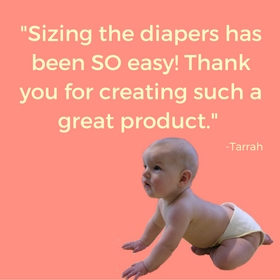 "Sizing the diapers has
been SO easy! Thank
you for creating such a
great product."
-Tarrah